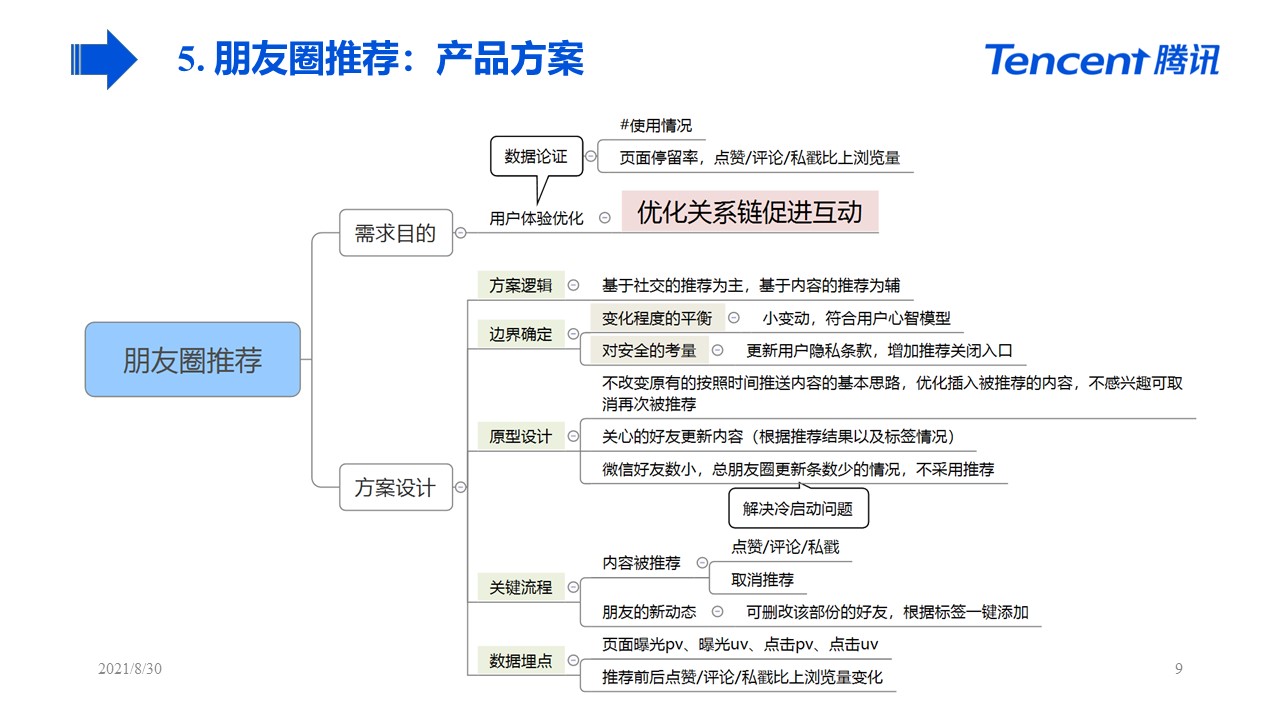 5. 朋友圈推荐：产品方案
Tencent 腾讯
#使用情况
数据论证
页面停留率，点赞/评论/私戳比上浏览量
用户体验优化
优化关系链促进互动
需求目的
方案逻辑
基于社交的推荐为主，基于内容的推荐为辅
变化程度的平衡
小变动，符合用户心智模型
边界确定
对安全的考量
更新用户隐私条款，增加推荐关闭入口
朋友圈推荐
不改变原有的按照时间推送内容的基本思路，优化插入被推荐的内容，不感兴趣可取
消再次被推荐
原型设计
关心的好友更新内容（根据推荐结果以及标签情况）
微信好友数小，总朋友圈更新条数少的情况，不采用推荐
方案设计
解决冷启动问题
点赞/评论/私戳
内容被推荐
取消推荐
关键流程
朋友的新动态
可删改该部份的好友，根据标签一键添加
页面曝光pv、曝光uv、点击pv、点击uv
数据埋点
推荐前后点赞/评论/私戳比上浏览量变化
2021/8/30
9